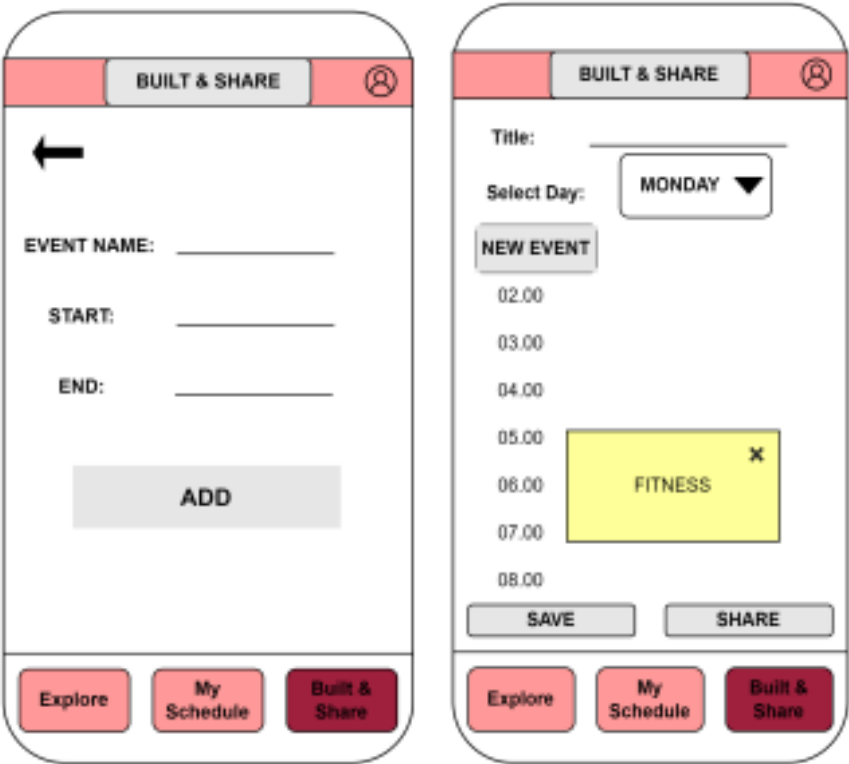 BUILT & SHARE
EVENT NAME:
START:
END:
ADD
Explore
My
Schedule
Built &
Share
BUILT & SHARE
Title:
Select Day:
MONDAY
NEW EVENT
02.00
03.00
04.00
05.00
06.00
FITNESS
07.00
08.00
SAVE
SHARE
Explore
My
Schedule
Built &
Share